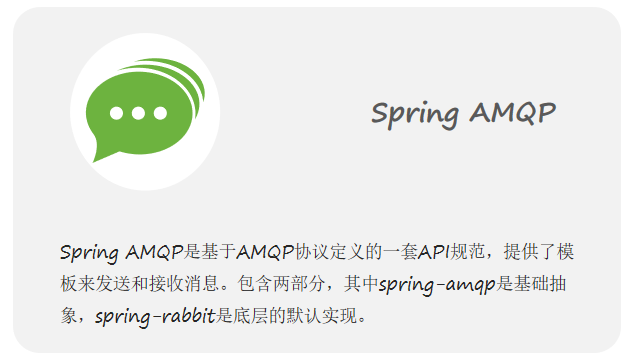 Spring AMQP
Spring AMQP是基于AMQP协议定义的一套API规范，提供了模
板来发送和接收消息。包含两部分，其中spring-amqp是基础抽
象，spring-rabbit是底层的默认实现。